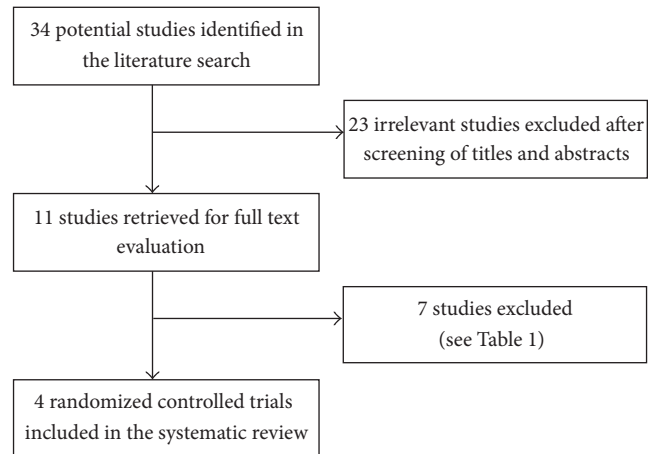 34 potential studies identified in
the literature search
23 irrelevant studies excluded after
screening of titles and abstracts
11 studies retrieved for full text
evaluation
7 studies excluded
(see Table 1)
4 randomized controlled trials
included in the systematic review